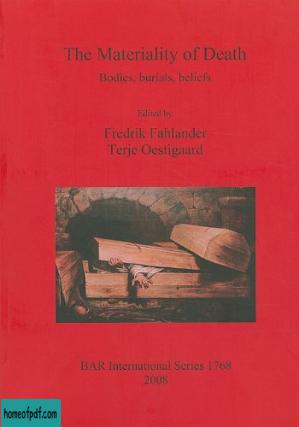 The Materiality of Death
Bodies, burials, beliefs
Edited by
Fredrik Fahlander
Terje Oestigaard
BAR International Series 1768
2008
homeofpdf.com